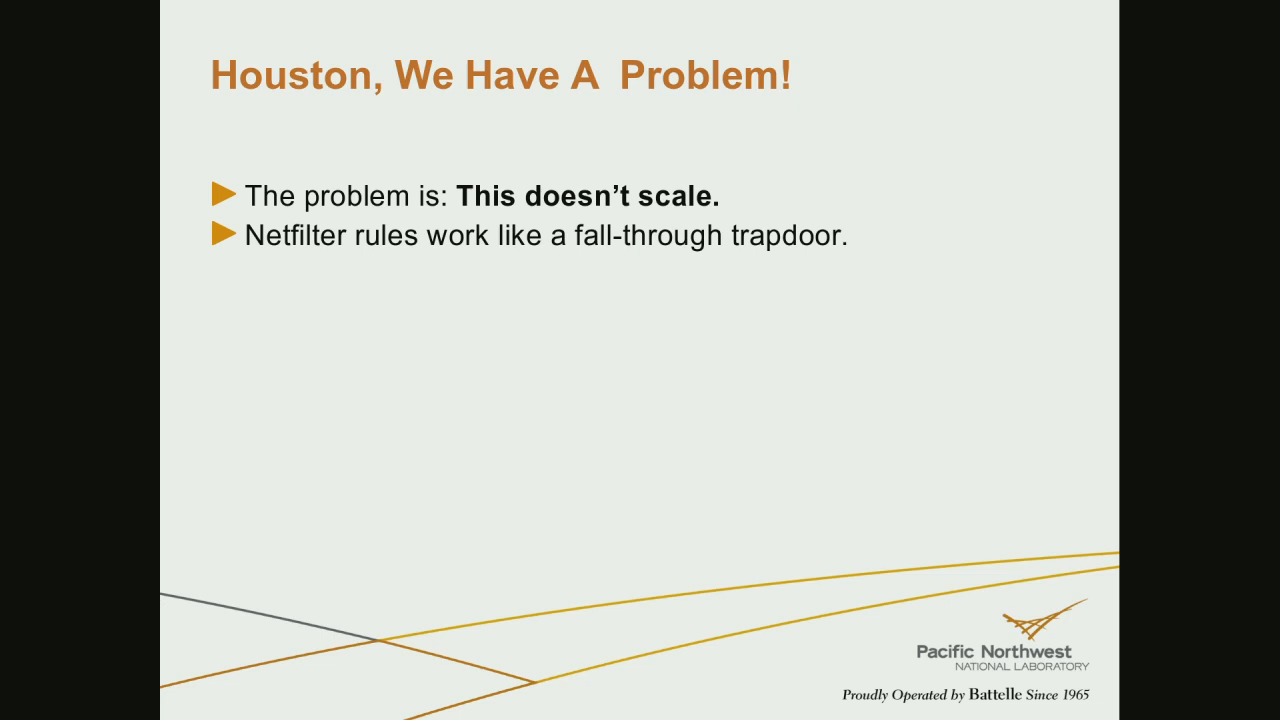 Houston, We Have A  Problem!
The problem is: This doesn’t scale.
Netfilter rules work like a fall-through trapdoor.
Pacific Northwest
NATIONAL LABORATORY
Proudly Operated by Battelle Since 1965